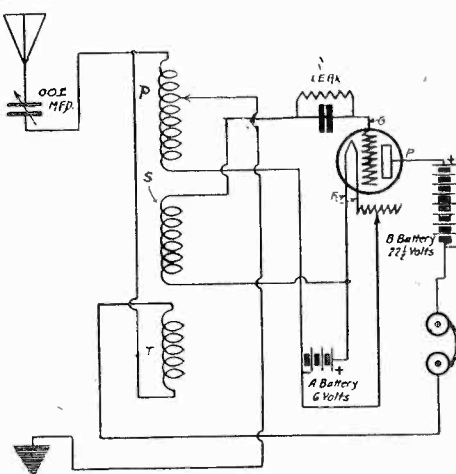 .001
MFD.
P
S
T
LEAK
G
P
F
+
B Battery
22½ Volts
+
A Battery
6 Volts